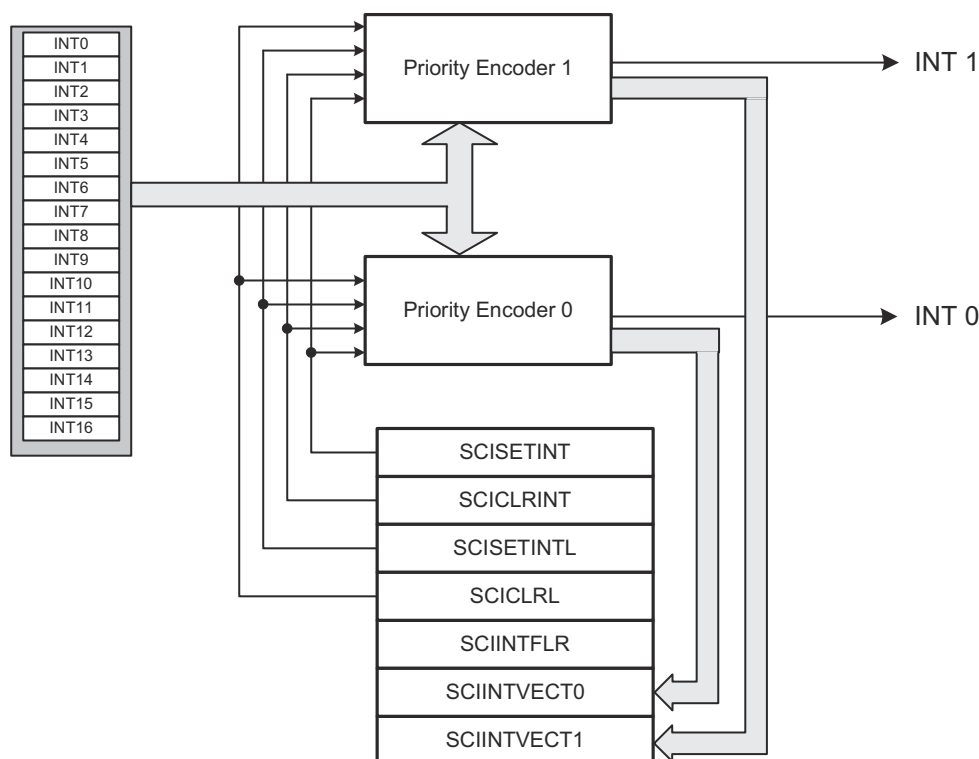 INT0
INT1
INT2
INT3
INT4
INT5
INT6
INT7
INT8
INT9
INT10
INT11
INT12
INT13
INT14
INT15
INT16
Priority Encoder 1
INT 1
Priority Encoder 0
INT 0
SCISETINT
SCICLRINT
SCISETINTL
SCICLRL
SCIINTFLR
SCIINTVECT0
SCIINTVECT1